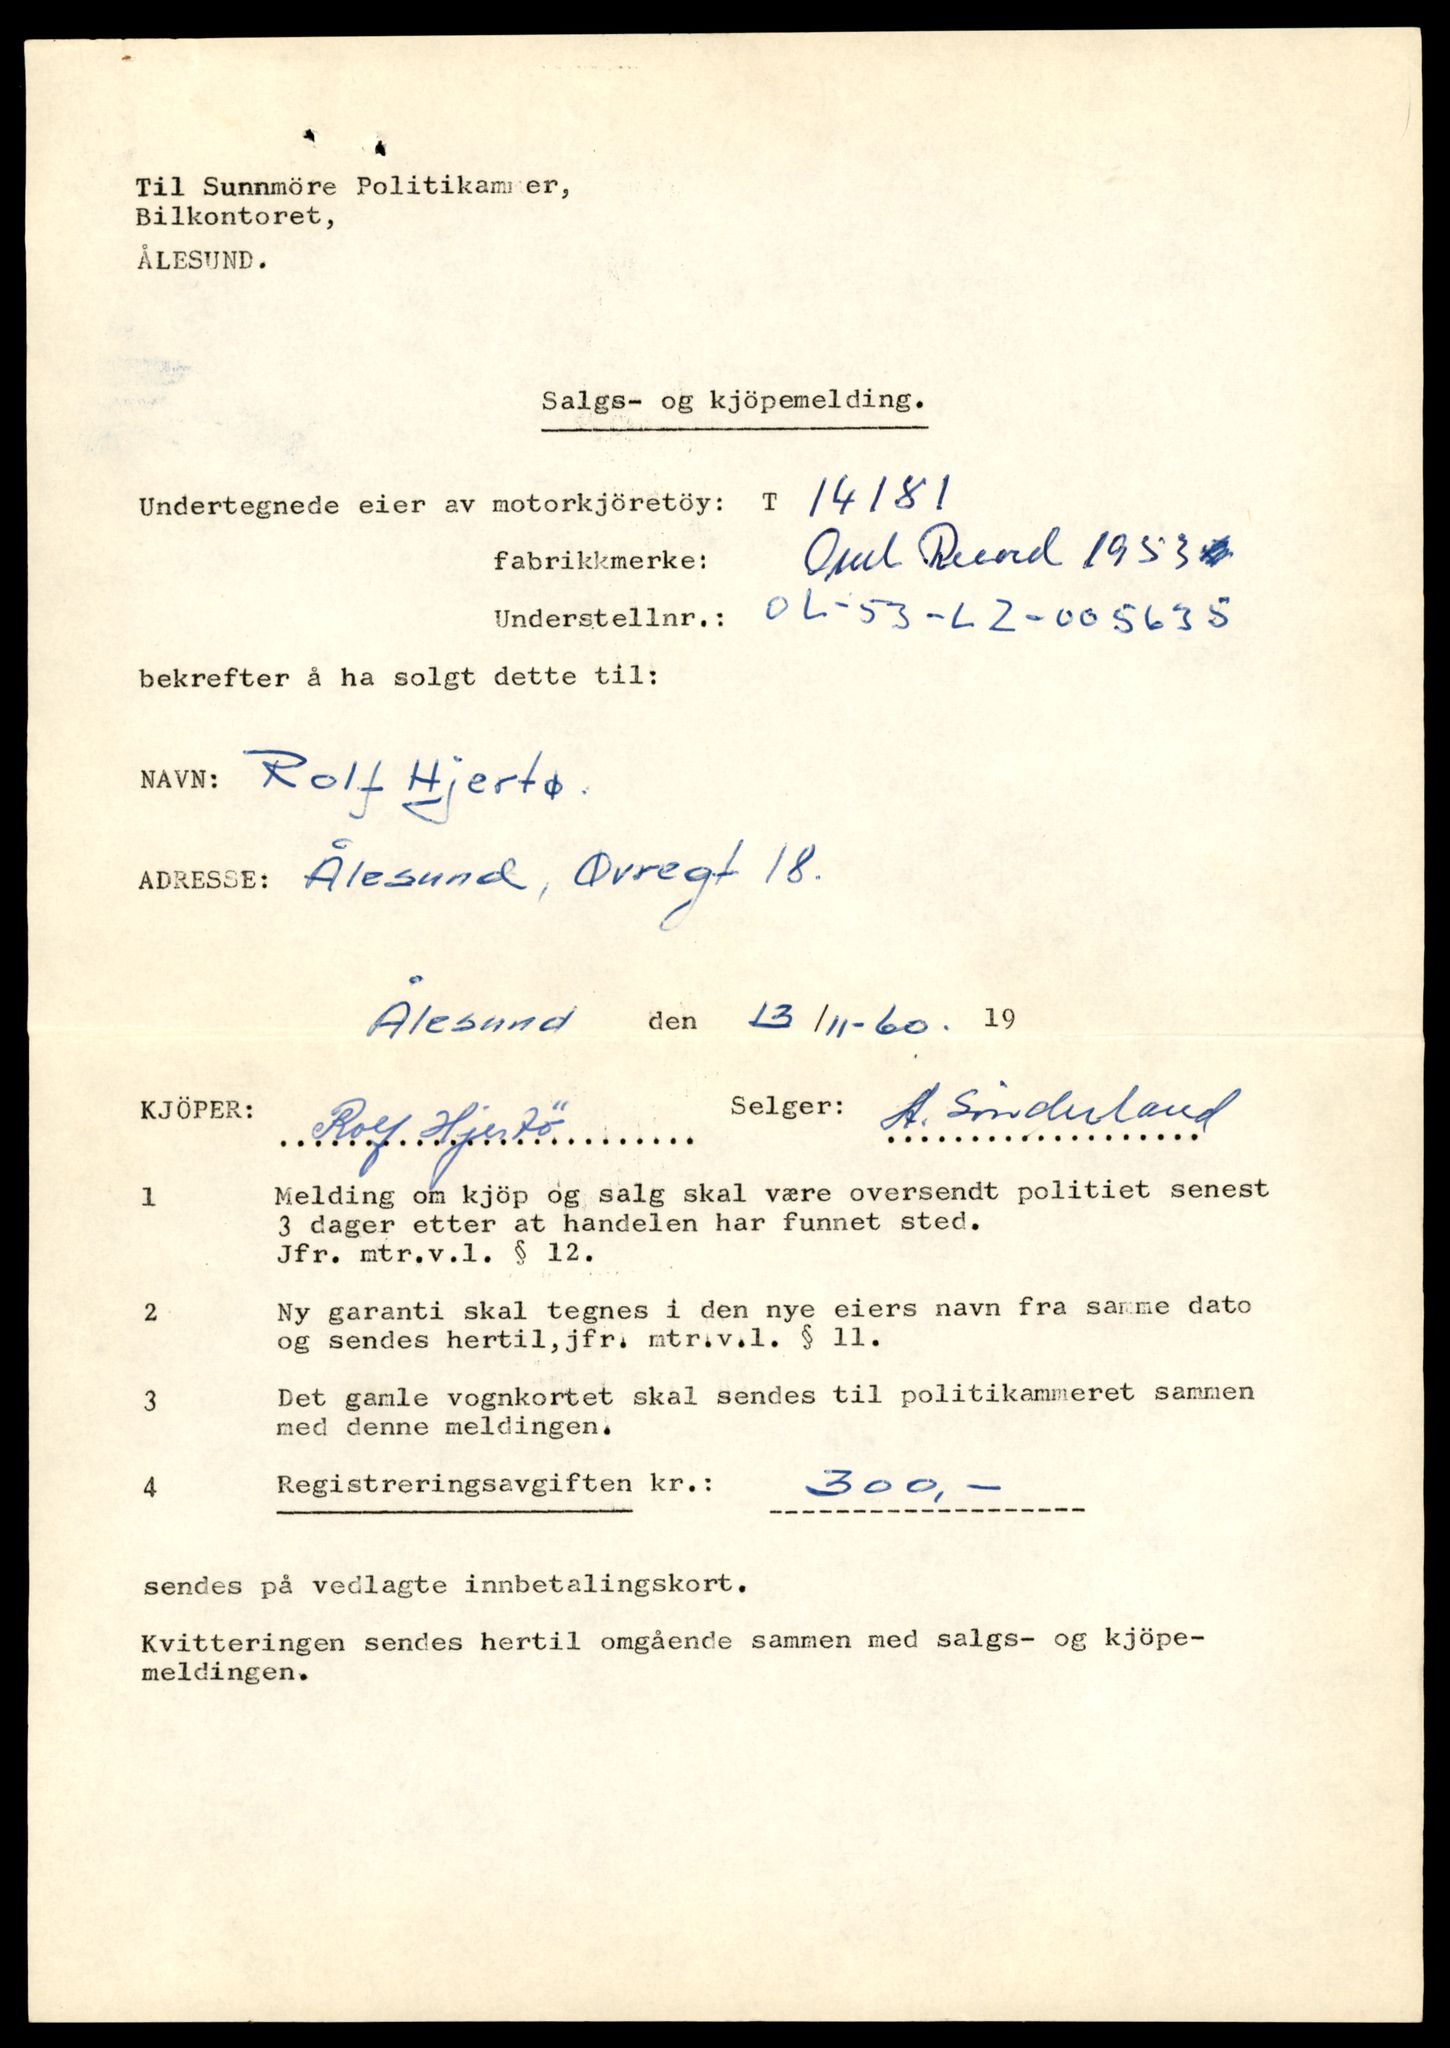 Til Sunnmöre Politikammer,
Bilkontoret,
ÅLESUND.
Salgs- og kjöpemelding.
Undertegnede eier av motorkjöretöy: T 14181
fabrikkmerke: Opel Record 1953
Understellnr.: OL-53-LZ-005635
bekrefter å ha solgt dette til:
NAVN: Rolf Hjertø.
ADRESSE: Ålesund, Øvregt 18.
Ålesund den 13/11-60. 19
KJÖPER: Rolf Hjertö Selger: A. Sönderland
1 Melding om kjöp og salg skal være oversendt politiet senest
3 dager etter at handelen har funnet sted.
Jfr. mtr.v.l. § 12.
2 Ny garanti skal tegnes i den nye eiers navn fra samme dato
og sendes hertil,jfr. mtr.v.l. § 11.
3 Det gamle vognkortet skal sendes til politikammeret sammen
med denne meldingen.
4 Registreringsavgiften kr.: 300,-
sendes på vedlagte innbetalingskort.
Kvitteringen sendes hertil omgående sammen med salgs- og kjöpe-
meldingen.